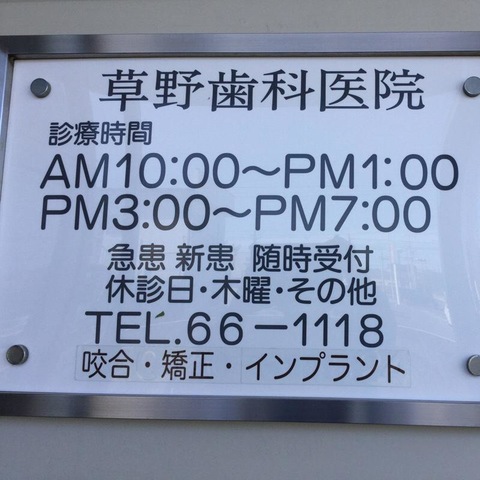 草野歯科医院
診療時間
AM10:00～PM1:00
PM3:00～PM7:00
急患 新患 随時受付
休診日・木曜・その他
TEL.66－1118
咬合・矯正・インプラント